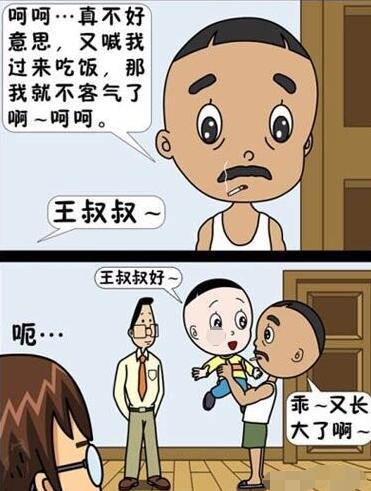 呵呵…真不好
意思，又喊我
过来吃饭，那
我就不客气了
啊~呵呵。
王叔叔~
王叔叔好~
呃…
乖~又长
大了啊~